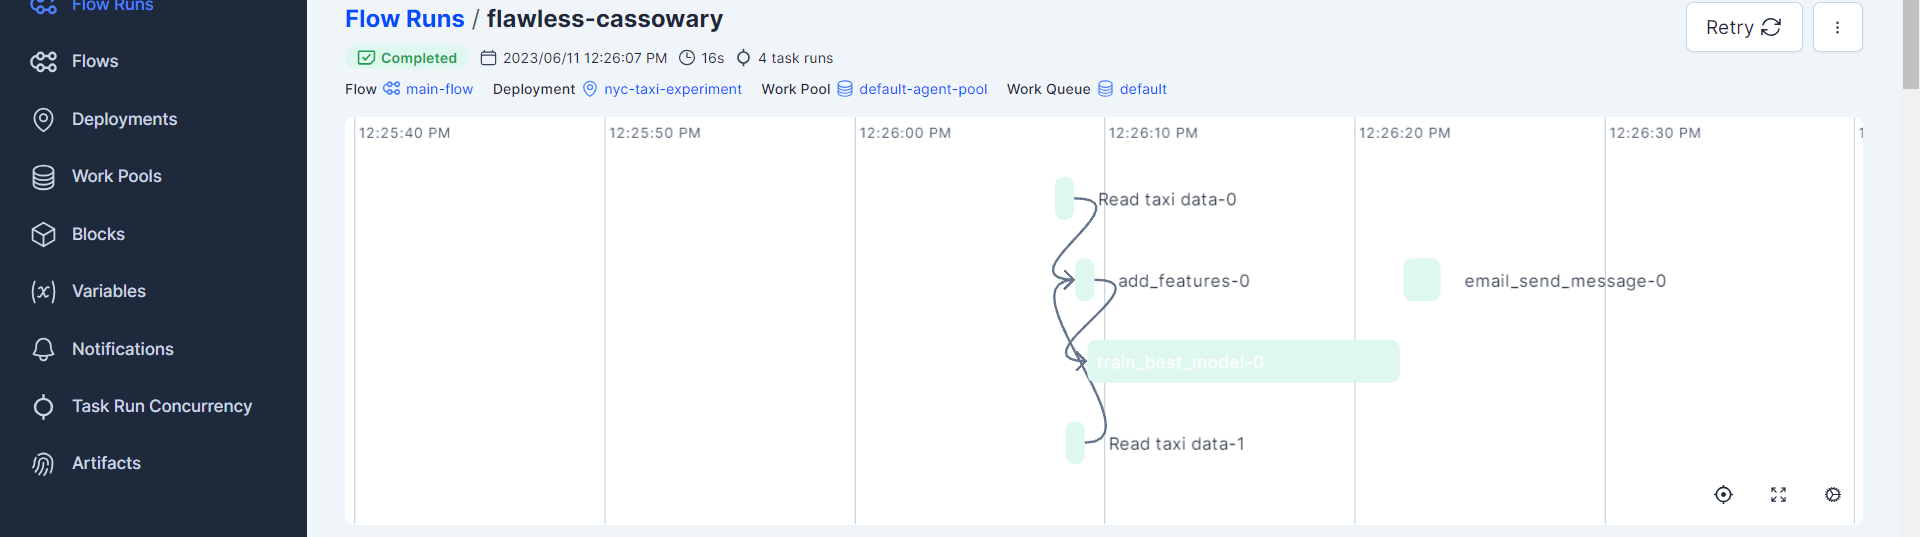 Flow Runs
Flows
Deployments
Work Pools
Blocks
Variables
Notifications
Task Run Concurrency
Artifacts
Flow Runs / flawless-cassowary
Retry
Completed 2023/06/11 12:26:07 PM 16s 4 task runs
Flow main-flow Deployment nyc-taxi-experiment Work Pool default-agent-pool Work Queue default
12:25:40 PM 12:25:50 PM 12:26:00 PM 12:26:10 PM 12:26:20 PM 12:26:30 PM 1
Read taxi data-0
add_features-0 email_send_message-0
train_best_model-0
Read taxi data-1